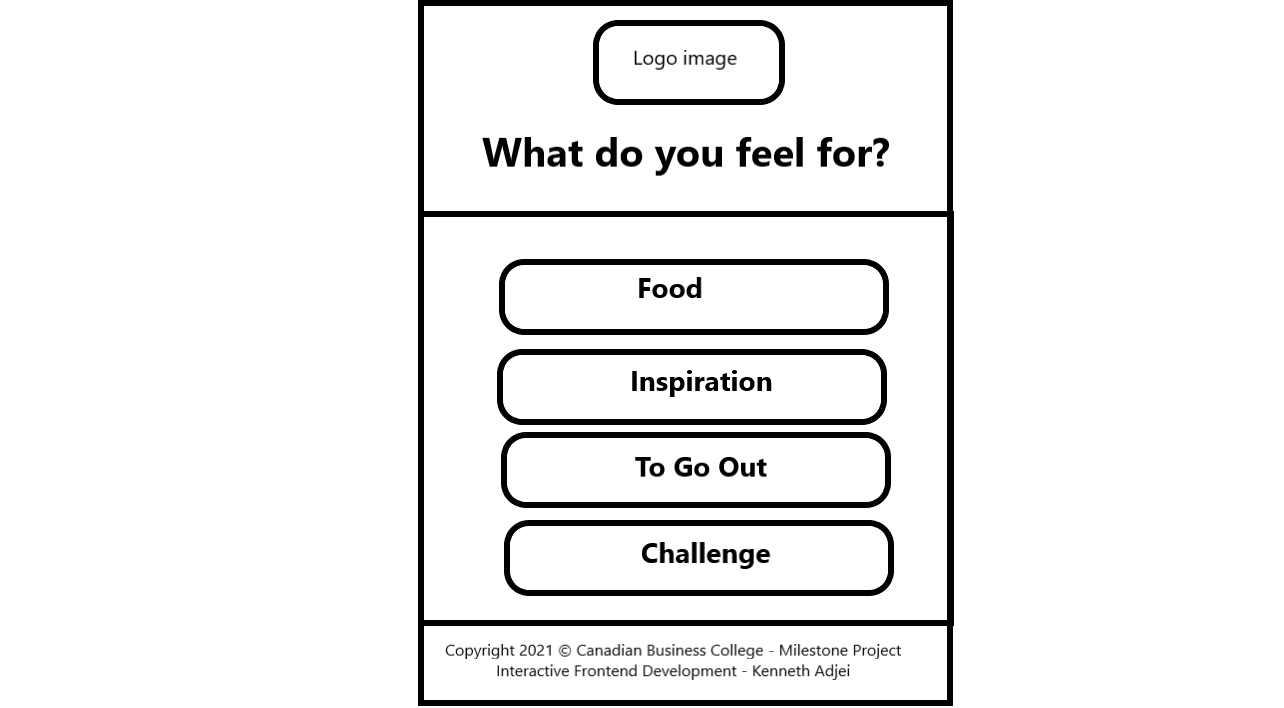 Logo image
What do you feel for?
Food
Inspiration
To Go Out
Challenge
Copyright 2021 © Canadian Business College - Milestone Project
Interactive Frontend Development - Kenneth Adjei